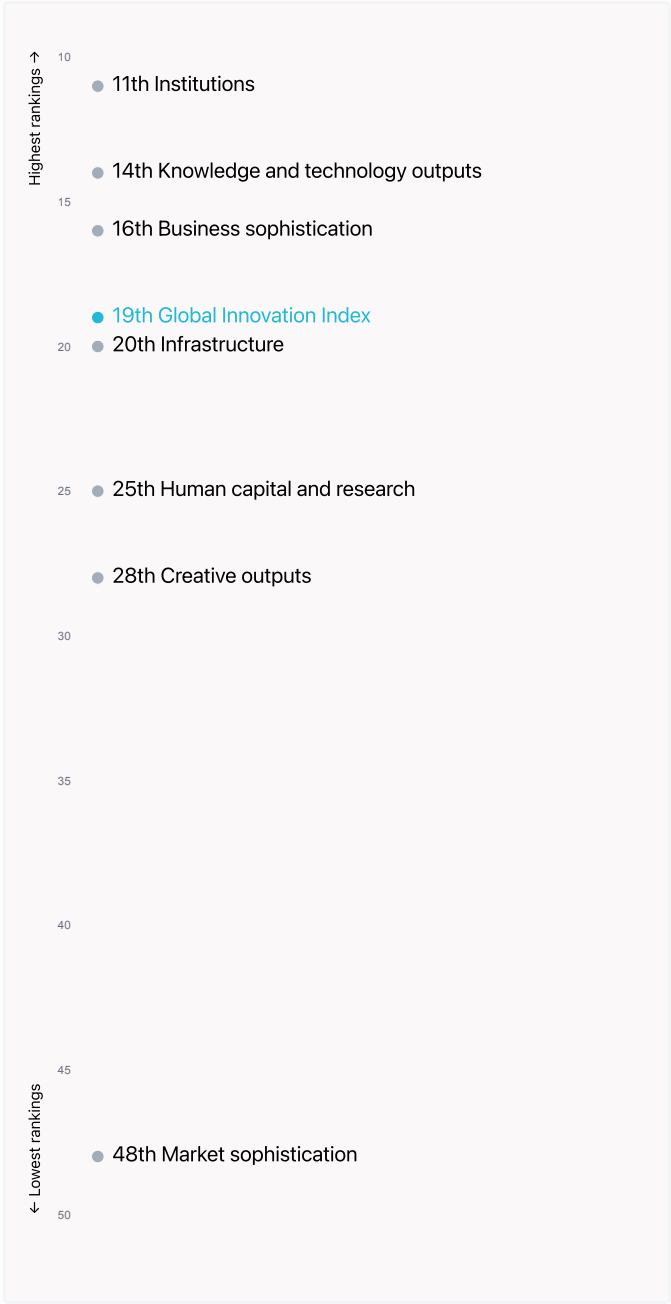 Highest rankings →
10
11th Institutions
14th Knowledge and technology outputs
15
16th Business sophistication
19th Global Innovation Index
20th Infrastructure
20
25th Human capital and research
25
28th Creative outputs
30
35
40
45
← Lowest rankings
48th Market sophistication
50